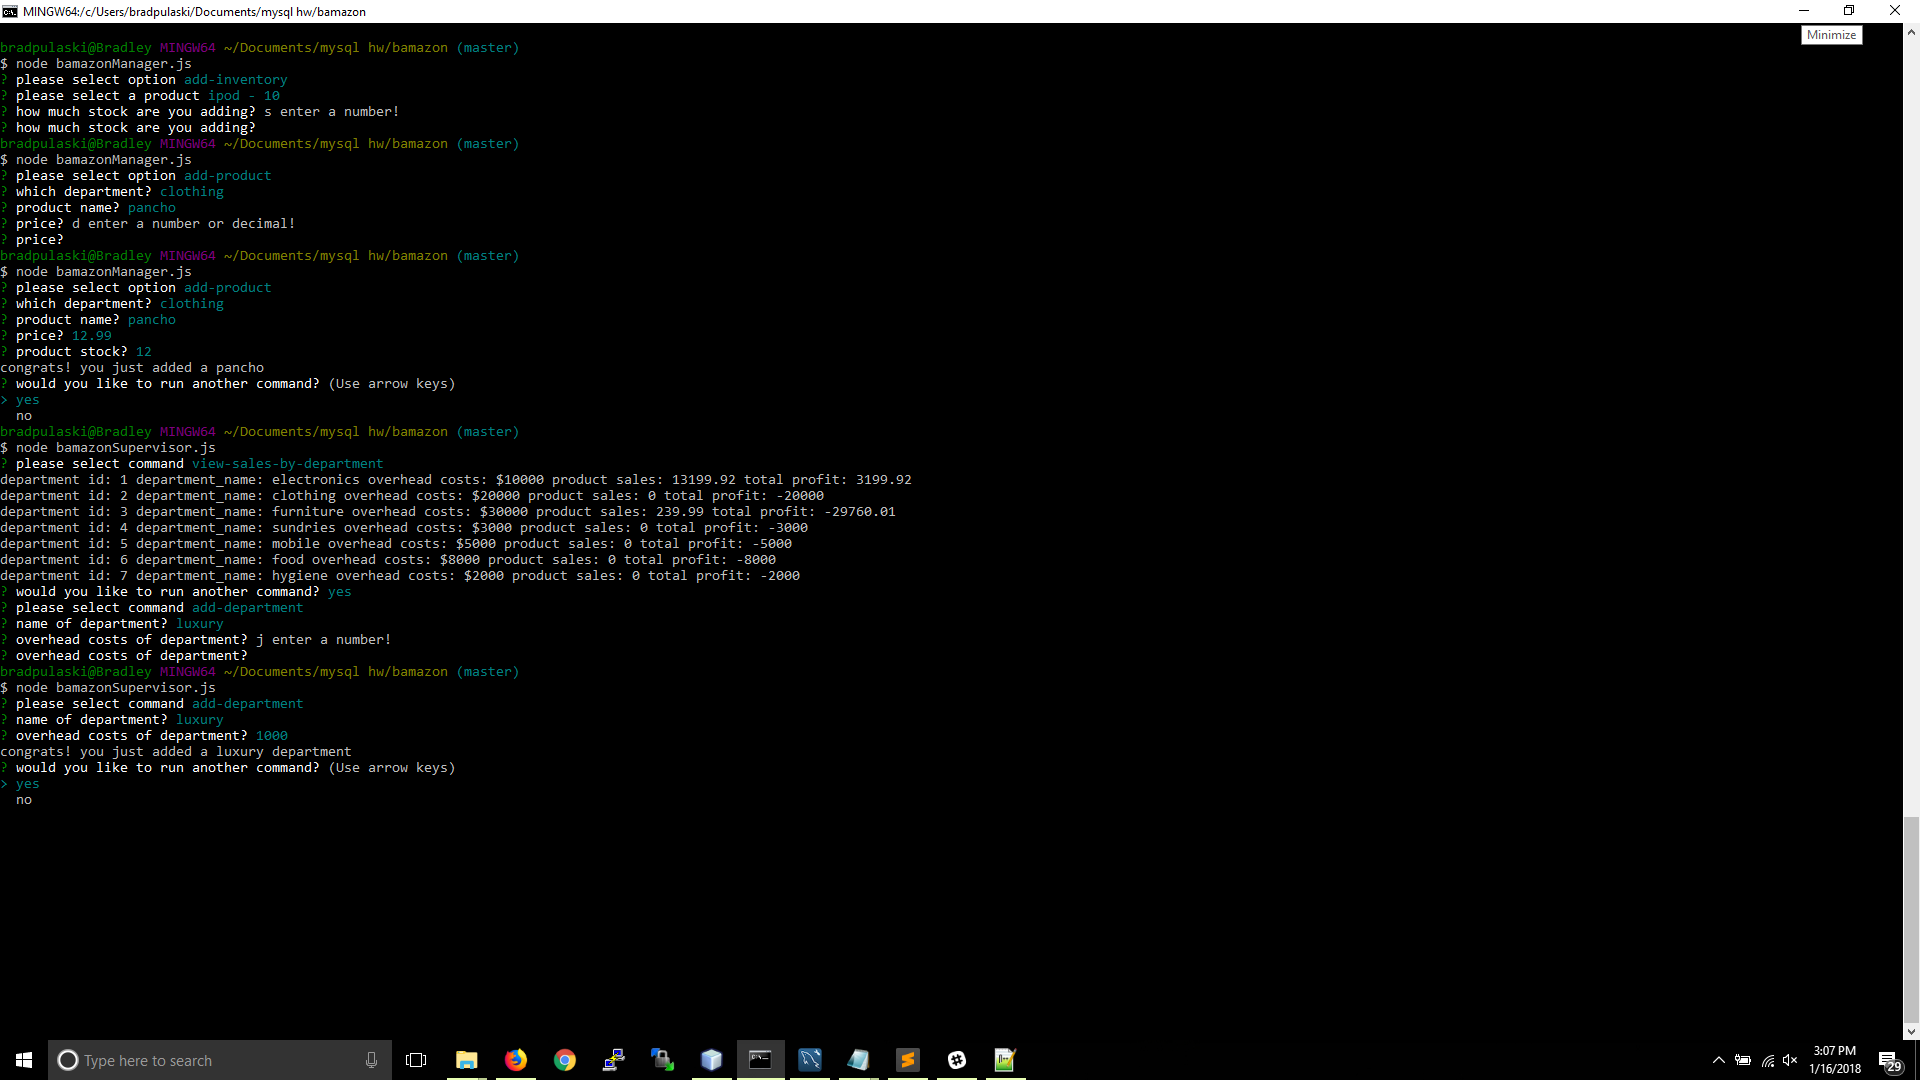 MINGW64:/c/Users/bradpulaski/Documents/mysql hw/bamazon
Minimize
bradpulaski@Bradley MINGW64 ~/Documents/mysql hw/bamazon (master)
$ node bamazonManager.js
? please select option add-inventory
? please select a product ipod - 10
? how much stock are you adding? s enter a number!
? how much stock are you adding?
bradpulaski@Bradley MINGW64 ~/Documents/mysql hw/bamazon (master)
$ node bamazonManager.js
? please select option add-product
? which department? clothing
? product name? pancho
? price? d enter a number or decimal!
? price?
bradpulaski@Bradley MINGW64 ~/Documents/mysql hw/bamazon (master)
$ node bamazonManager.js
? please select option add-product
? which department? clothing
? product name? pancho
? price? 12.99
? product stock? 12
congrats! you just added a pancho
? would you like to run another command? (Use arrow keys)
> yes
no
bradpulaski@Bradley MINGW64 ~/Documents/mysql hw/bamazon (master)
$ node bamazonSupervisor.js
? please select command view-sales-by-department
department id: 1 department_name: electronics overhead costs: $10000 product sales: 13199.92 total profit: 3199.92
department id: 2 department_name: clothing overhead costs: $20000 product sales: 0 total profit: -20000
department id: 3 department_name: furniture overhead costs: $30000 product sales: 239.99 total profit: -29760.01
department id: 4 department_name: sundries overhead costs: $3000 product sales: 0 total profit: -3000
department id: 5 department_name: mobile overhead costs: $5000 product sales: 0 total profit: -5000
department id: 6 department_name: food overhead costs: $8000 product sales: 0 total profit: -8000
department id: 7 department_name: hygiene overhead costs: $2000 product sales: 0 total profit: -2000
? would you like to run another command? yes
? please select command add-department
? name of department? luxury
? overhead costs of department? j enter a number!
? overhead costs of department?
bradpulaski@Bradley MINGW64 ~/Documents/mysql hw/bamazon (master)
$ node bamazonSupervisor.js
? please select command add-department
? name of department? luxury
? overhead costs of department? 1000
congrats! you just added a luxury department
? would you like to run another command? (Use arrow keys)
> yes
no
Type here to search
3:07 PM
1/16/2018
29